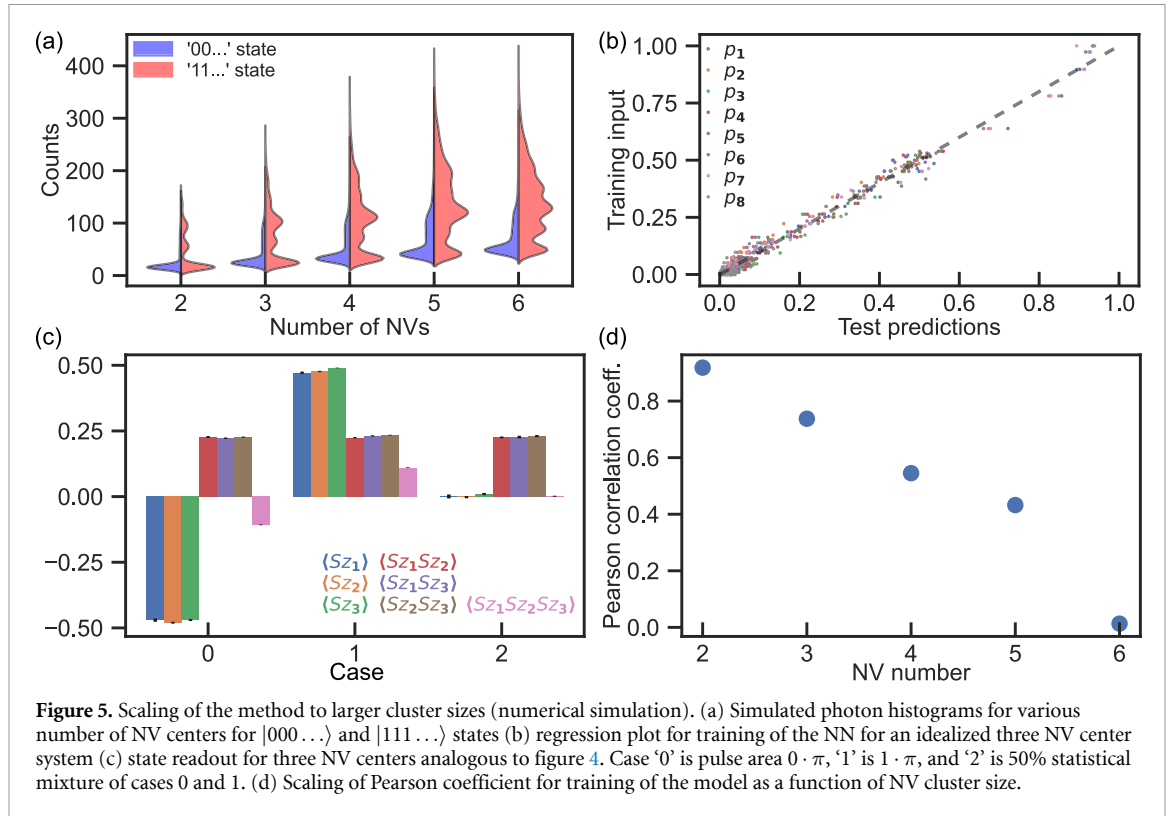 (a)
'00...' state
'11...' state
400
300
200
100
0
Counts
2 3 4 5 6
Number of NVs
(b)
p1
p2
p3
p4
p5
p6
p7
p8
1.00
0.75
0.50
0.25
0.00
Training input
0.0 0.2 0.4 0.6 0.8 1.0
Test predictions
(c)
0.50
0.25
0.00
−0.25
−0.50
⟨Sz1⟩ ⟨Sz1Sz2⟩
⟨Sz2⟩ ⟨Sz1Sz3⟩
⟨Sz3⟩ ⟨Sz2Sz3⟩ ⟨Sz1Sz2Sz3⟩
0 1 2
Case
(d)
0.8
0.6
0.4
0.2
0.0
Pearson correlation coeff.
2 3 4 5 6
NV number
Figure 5. Scaling of the method to larger cluster sizes (numerical simulation). (a) Simulated photon histograms for various
number of NV centers for |000 . . .⟩ and |111 . . .⟩ states (b) regression plot for training of the NN for an idealized three NV center
system (c) state readout for three NV centers analogous to figure 4. Case ‘0’ is pulse area 0 · π, ‘1’ is 1 · π, and ‘2’ is 50% statistical
mixture of cases 0 and 1. (d) Scaling of Pearson coefficient for training of the model as a function of NV cluster size.